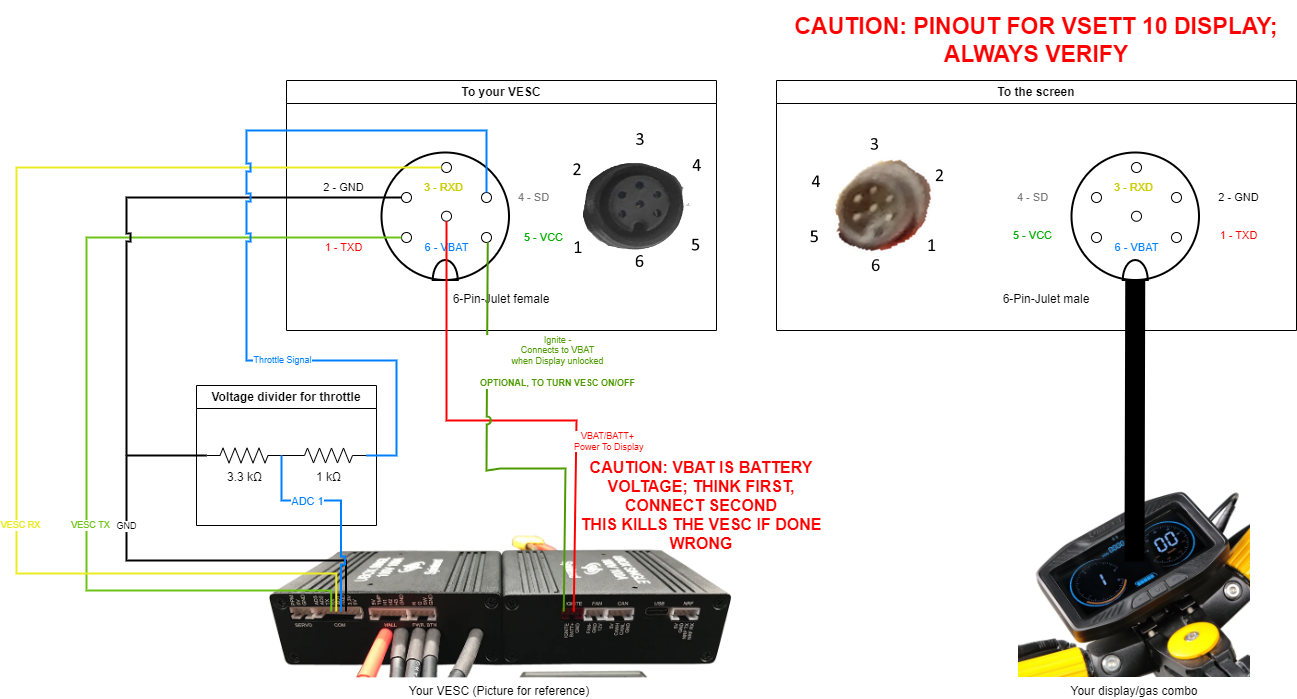 CAUTION: PINOUT FOR VSETT 10 DISPLAY;
ALWAYS VERIFY
To your VESC
To the screen
3
2
4
1
5
6
2 - GND
3 - RXD
4 - SD
1 - TXD
6 - VBAT
5 - VCC
6-Pin-Julet female
3
4
2
5
1
6
4 - SD
3 - RXD
2 - GND
5 - VCC
6 - VBAT
1 - TXD
6-Pin-Julet male
Ignite -
Connects to VBAT
when Display unlocked
OPTIONAL, TO TURN VESC ON/OFF
Throttle Signal
Voltage divider for throttle
3.3 kΩ
1 kΩ
ADC 1
VBAT/BATT+
Power To Display
CAUTION: VBAT IS BATTERY
VOLTAGE; THINK FIRST,
CONNECT SECOND
THIS KILLS THE VESC IF DONE
WRONG
VESC RX
VESC TX
GND
SERVO
COM
HALL
PWR BTN
FAN
CAN
USB
NRF
Your VESC (Picture for reference)
Your display/gas combo